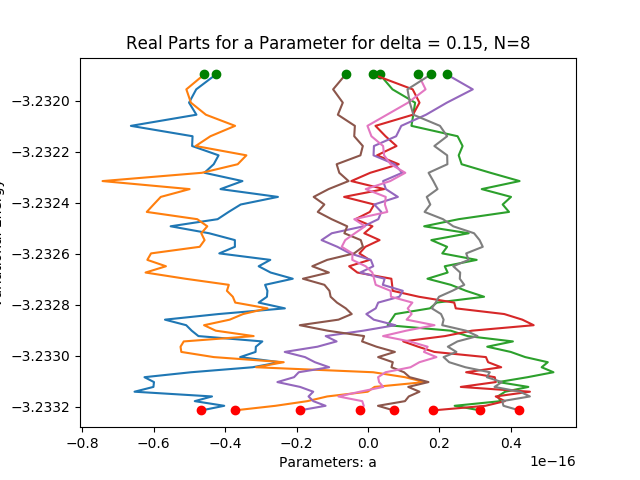 Real Parts for a Parameter for delta = 0.15, N=8
−3.2320
−3.2322
−3.2324
−3.2326
−3.2328
−3.2330
−3.2332
−0.8 −0.6 −0.4 −0.2 0.0 0.2 0.4
1e−16
Parameters: a